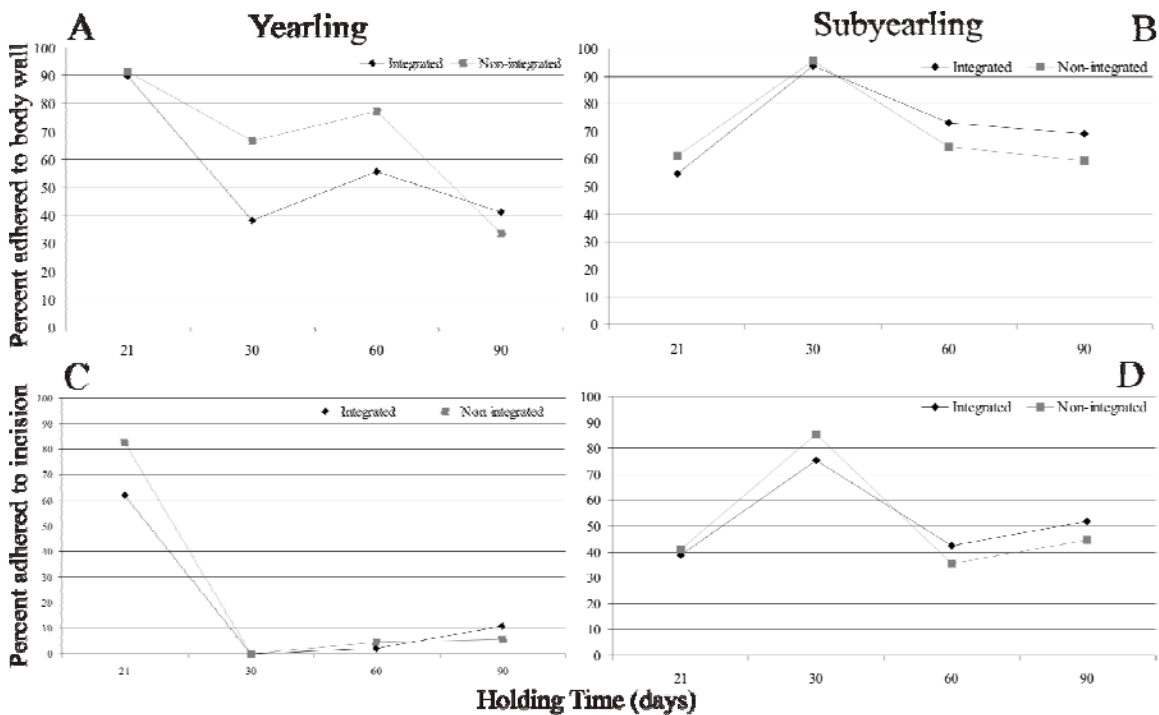 A Yearling
Subyearling B
Percent adhered to body wall
100
90
80
70
60
50
40
30
20
10
0
Integrated Non-integrated
21 30 60 90
100
90
80
70
60
50
40
30
20
10
0
Integrated Non-integrated
21 30 60 90
C
D
Percent adhered to incision
100
90
80
70
60
50
40
30
20
10
0
Integrated Non-integrated
21 30 60 90
100
90
80
70
60
50
40
30
20
10
0
Integrated Non-integrated
21 30 60 90
Holding Time (days)